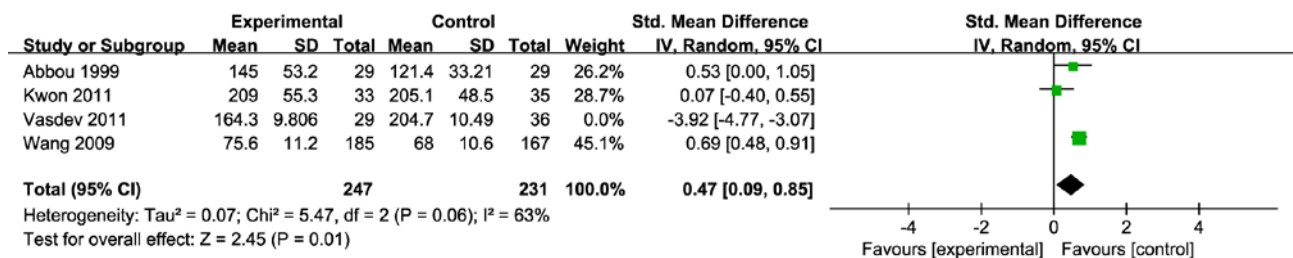 Experimental Control Std. Mean Difference Std. Mean Difference
Study or Subgroup Mean SD Total Mean SD Total Weight IV, Random, 95% CI IV, Random, 95% CI
Abbou 1999 145 53.2 29 121.4 33.21 29 26.2% 0.53 [0.00, 1.05]
Kwon 2011 209 55.3 33 205.1 48.5 35 28.7% 0.07 [-0.40, 0.55]
Vasdev 2011 164.3 9.806 29 204.7 10.49 36 0.0% -3.92 [-4.77, -3.07]
Wang 2009 75.6 11.2 185 68 10.6 167 45.1% 0.69 [0.48, 0.91]
Total (95% CI) 247 231 100.0% 0.47 [0.09, 0.85]
Heterogeneity: Tau² = 0.07; Chi² = 5.47, df = 2 (P = 0.06); I² = 63%
Test for overall effect: Z = 2.45 (P = 0.01)
-4 -2 0 2 4
Favours [experimental] Favours [control]